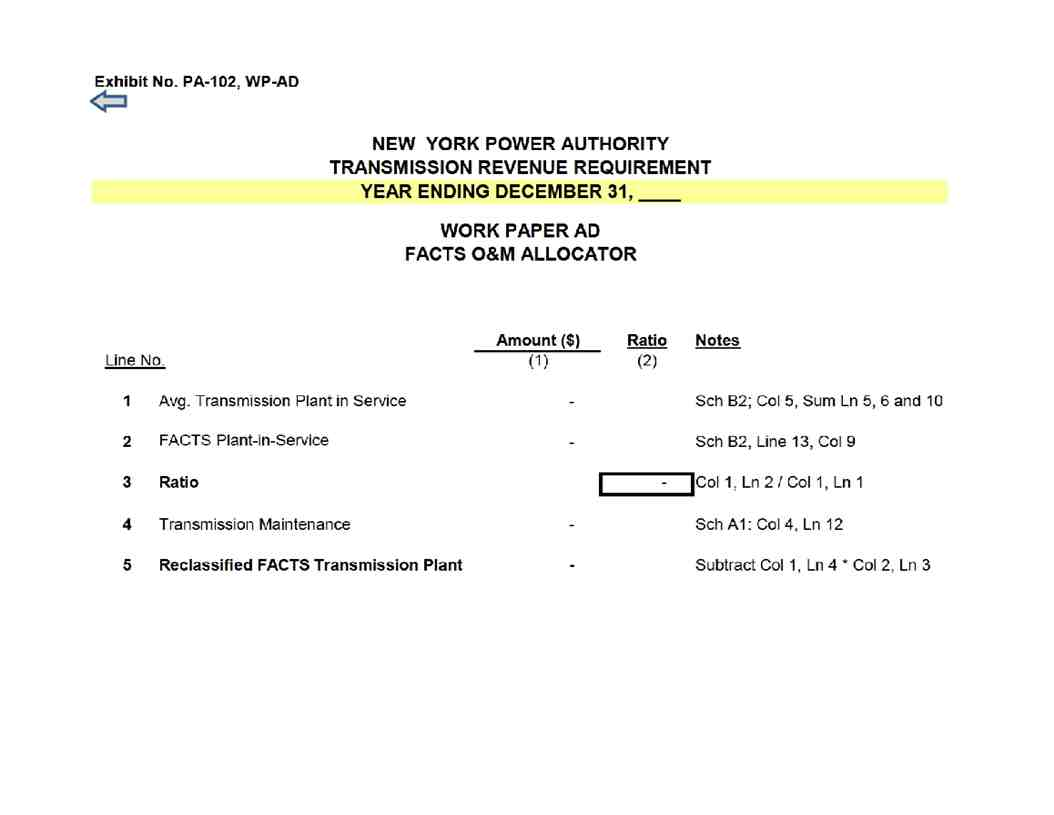 Exhibit No. PA-102, WP-AD
NEW YORK POWER AUTHORITY
TRANSMISSION REVENUE REQUIREMENT
YEAR ENDING DECEMBER 31, ____
WORK PAPER AD
FACTS O&M ALLOCATOR
Amount ($) Ratio Notes
Line No. (1) (2)
1 Avg. Transmission Plant in Service - Sch B2; Col 5, Sum Ln 5, 6 and 10
2 FACTS Plant-in-Service - Sch B2, Line 13, Col 9
3 Ratio - Col 1, Ln 2 / Col 1, Ln 1
4 Transmission Maintenance - Sch A1: Col 4, Ln 12
5 Reclassified FACTS Transmission Plant - Subtract Col 1, Ln 4 * Col 2, Ln 3